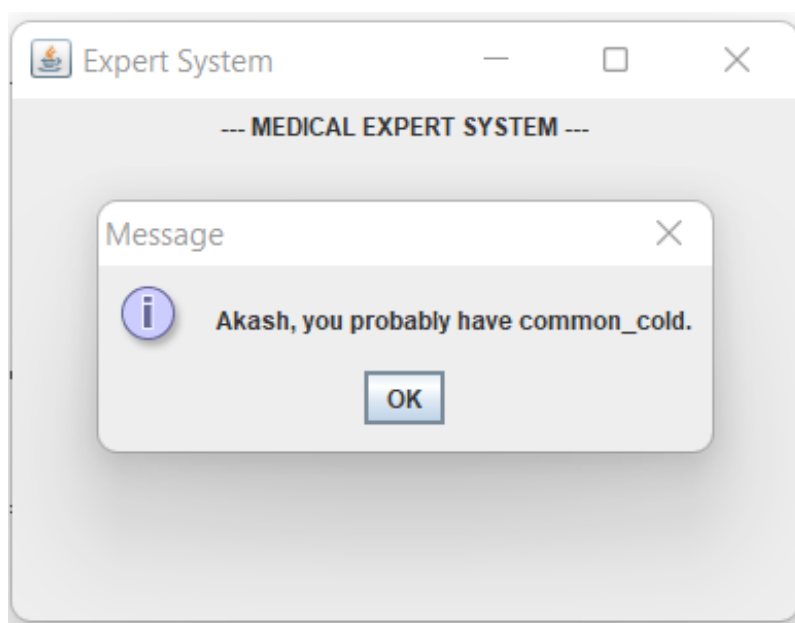 Expert System
--- MEDICAL EXPERT SYSTEM ---
Message
Akash, you probably have common_cold.
OK